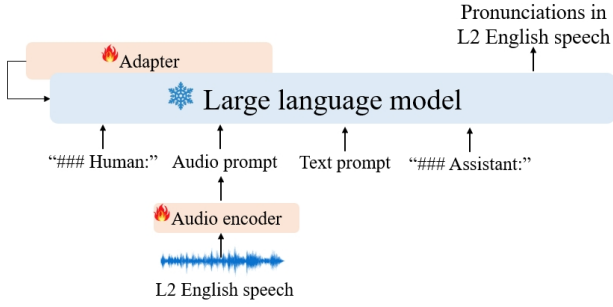 Pronunciations in
L2 English speech
Adapter
Large language model
“### Human:”
Audio prompt
Text prompt
“### Assistant:”
Audio encoder
L2 English speech